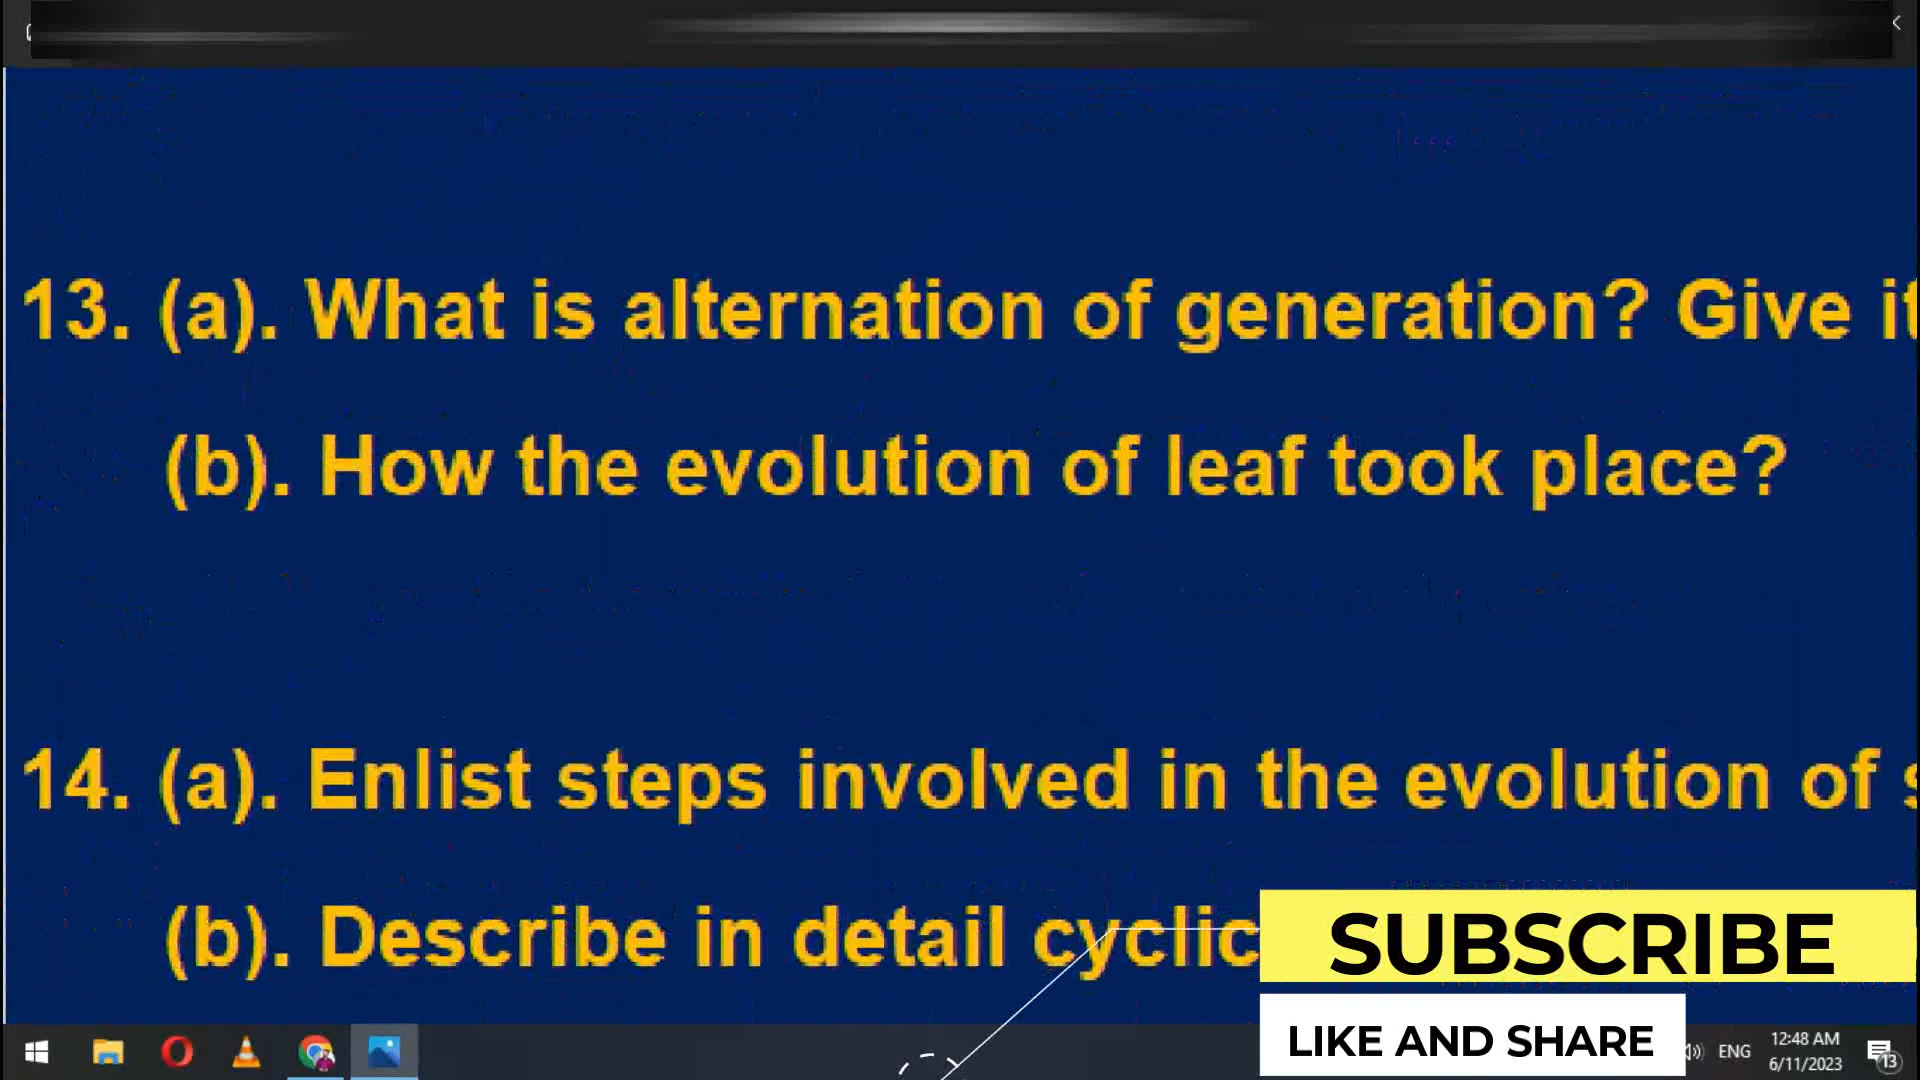 13. (a). What is alternation of generation? Give it
(b). How the evolution of leaf took place?
14. (a). Enlist steps involved in the evolution of
(b). Describe in detail cyclic
SUBSCRIBE
LIKE AND SHARE
ENG
12:48 AM
6/11/2023
13